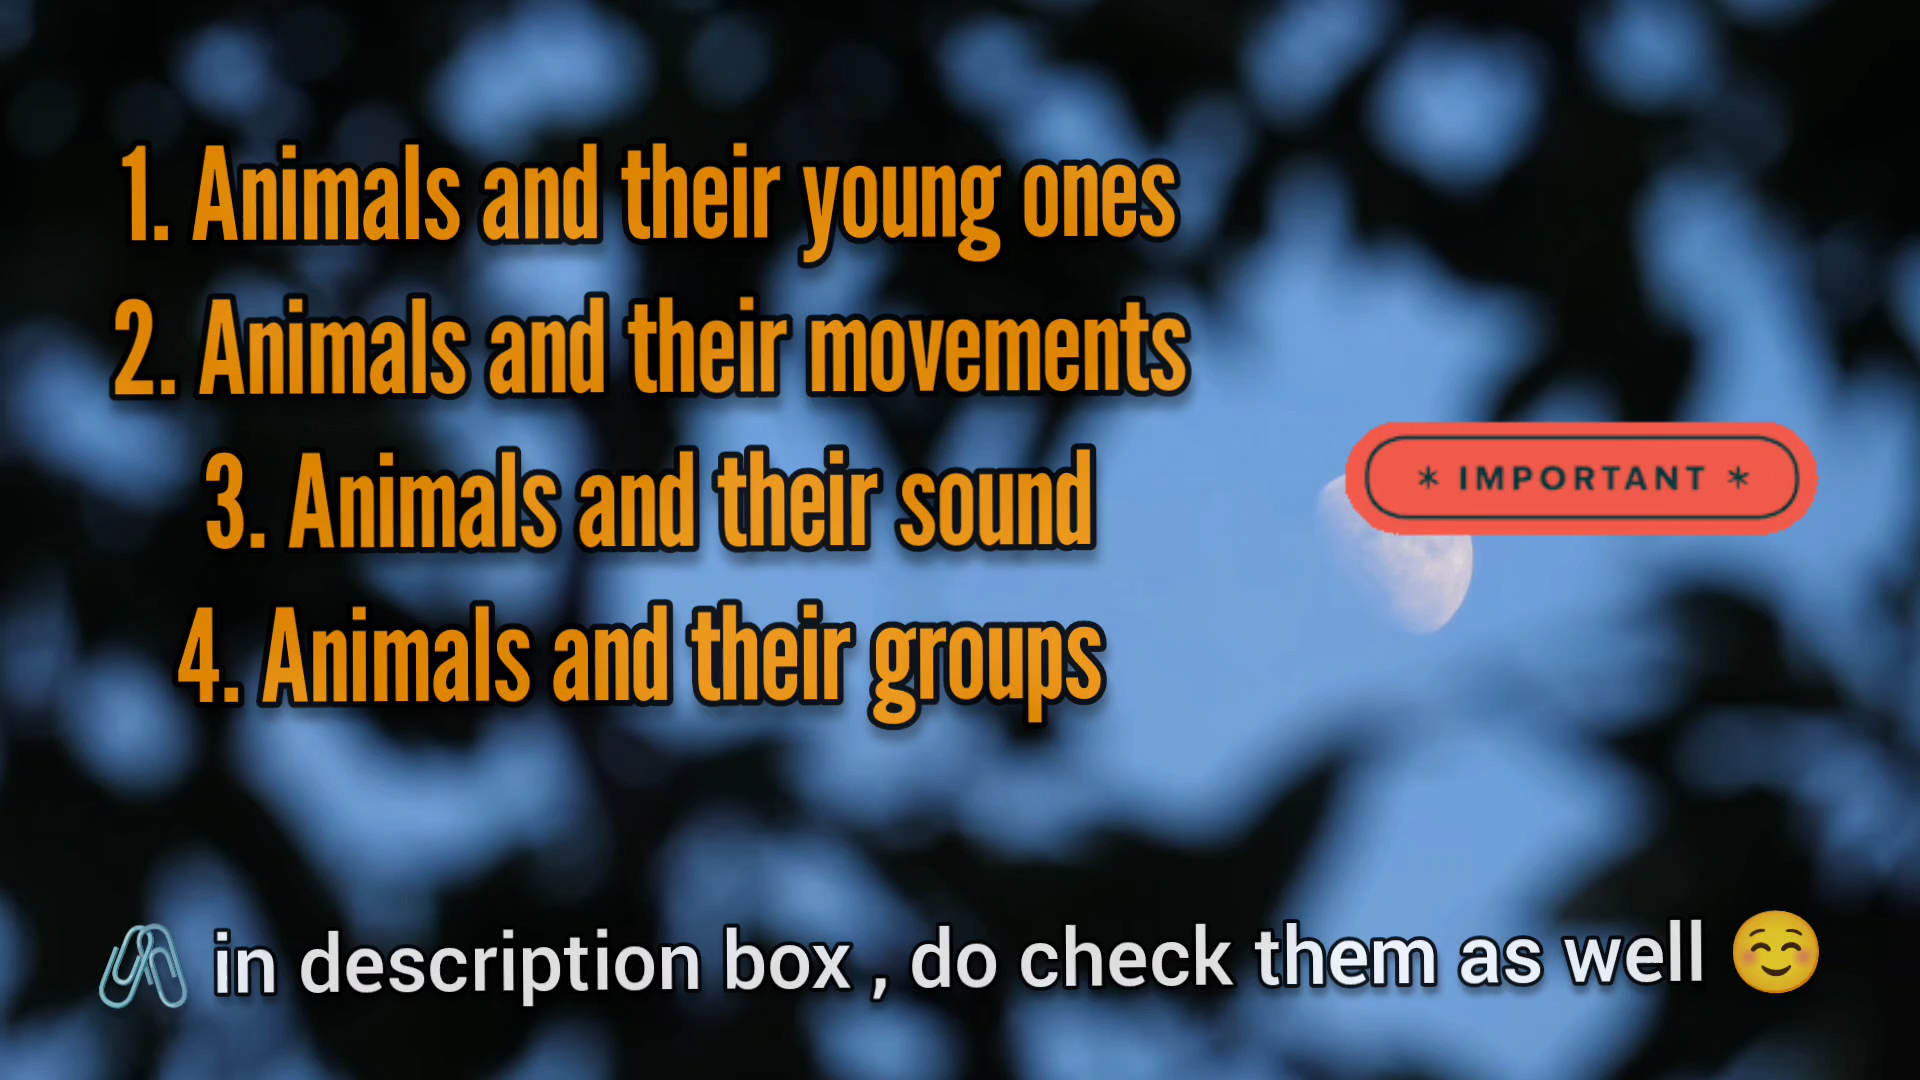 1. Animals and their young ones
2. Animals and their movements
3. Animals and their sound
* IMPORTANT *
4. Animals and their groups
🖇️ in description box , do check them as well ☺️